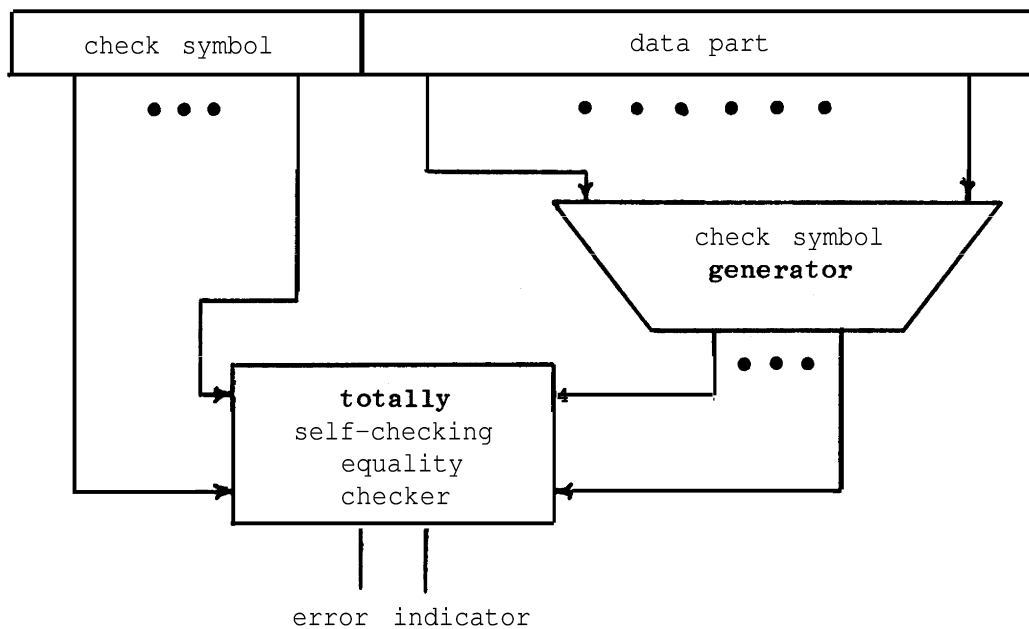 check symbol
data part
check symbol
generator
totally
self-checking
equality
checker
error indicator